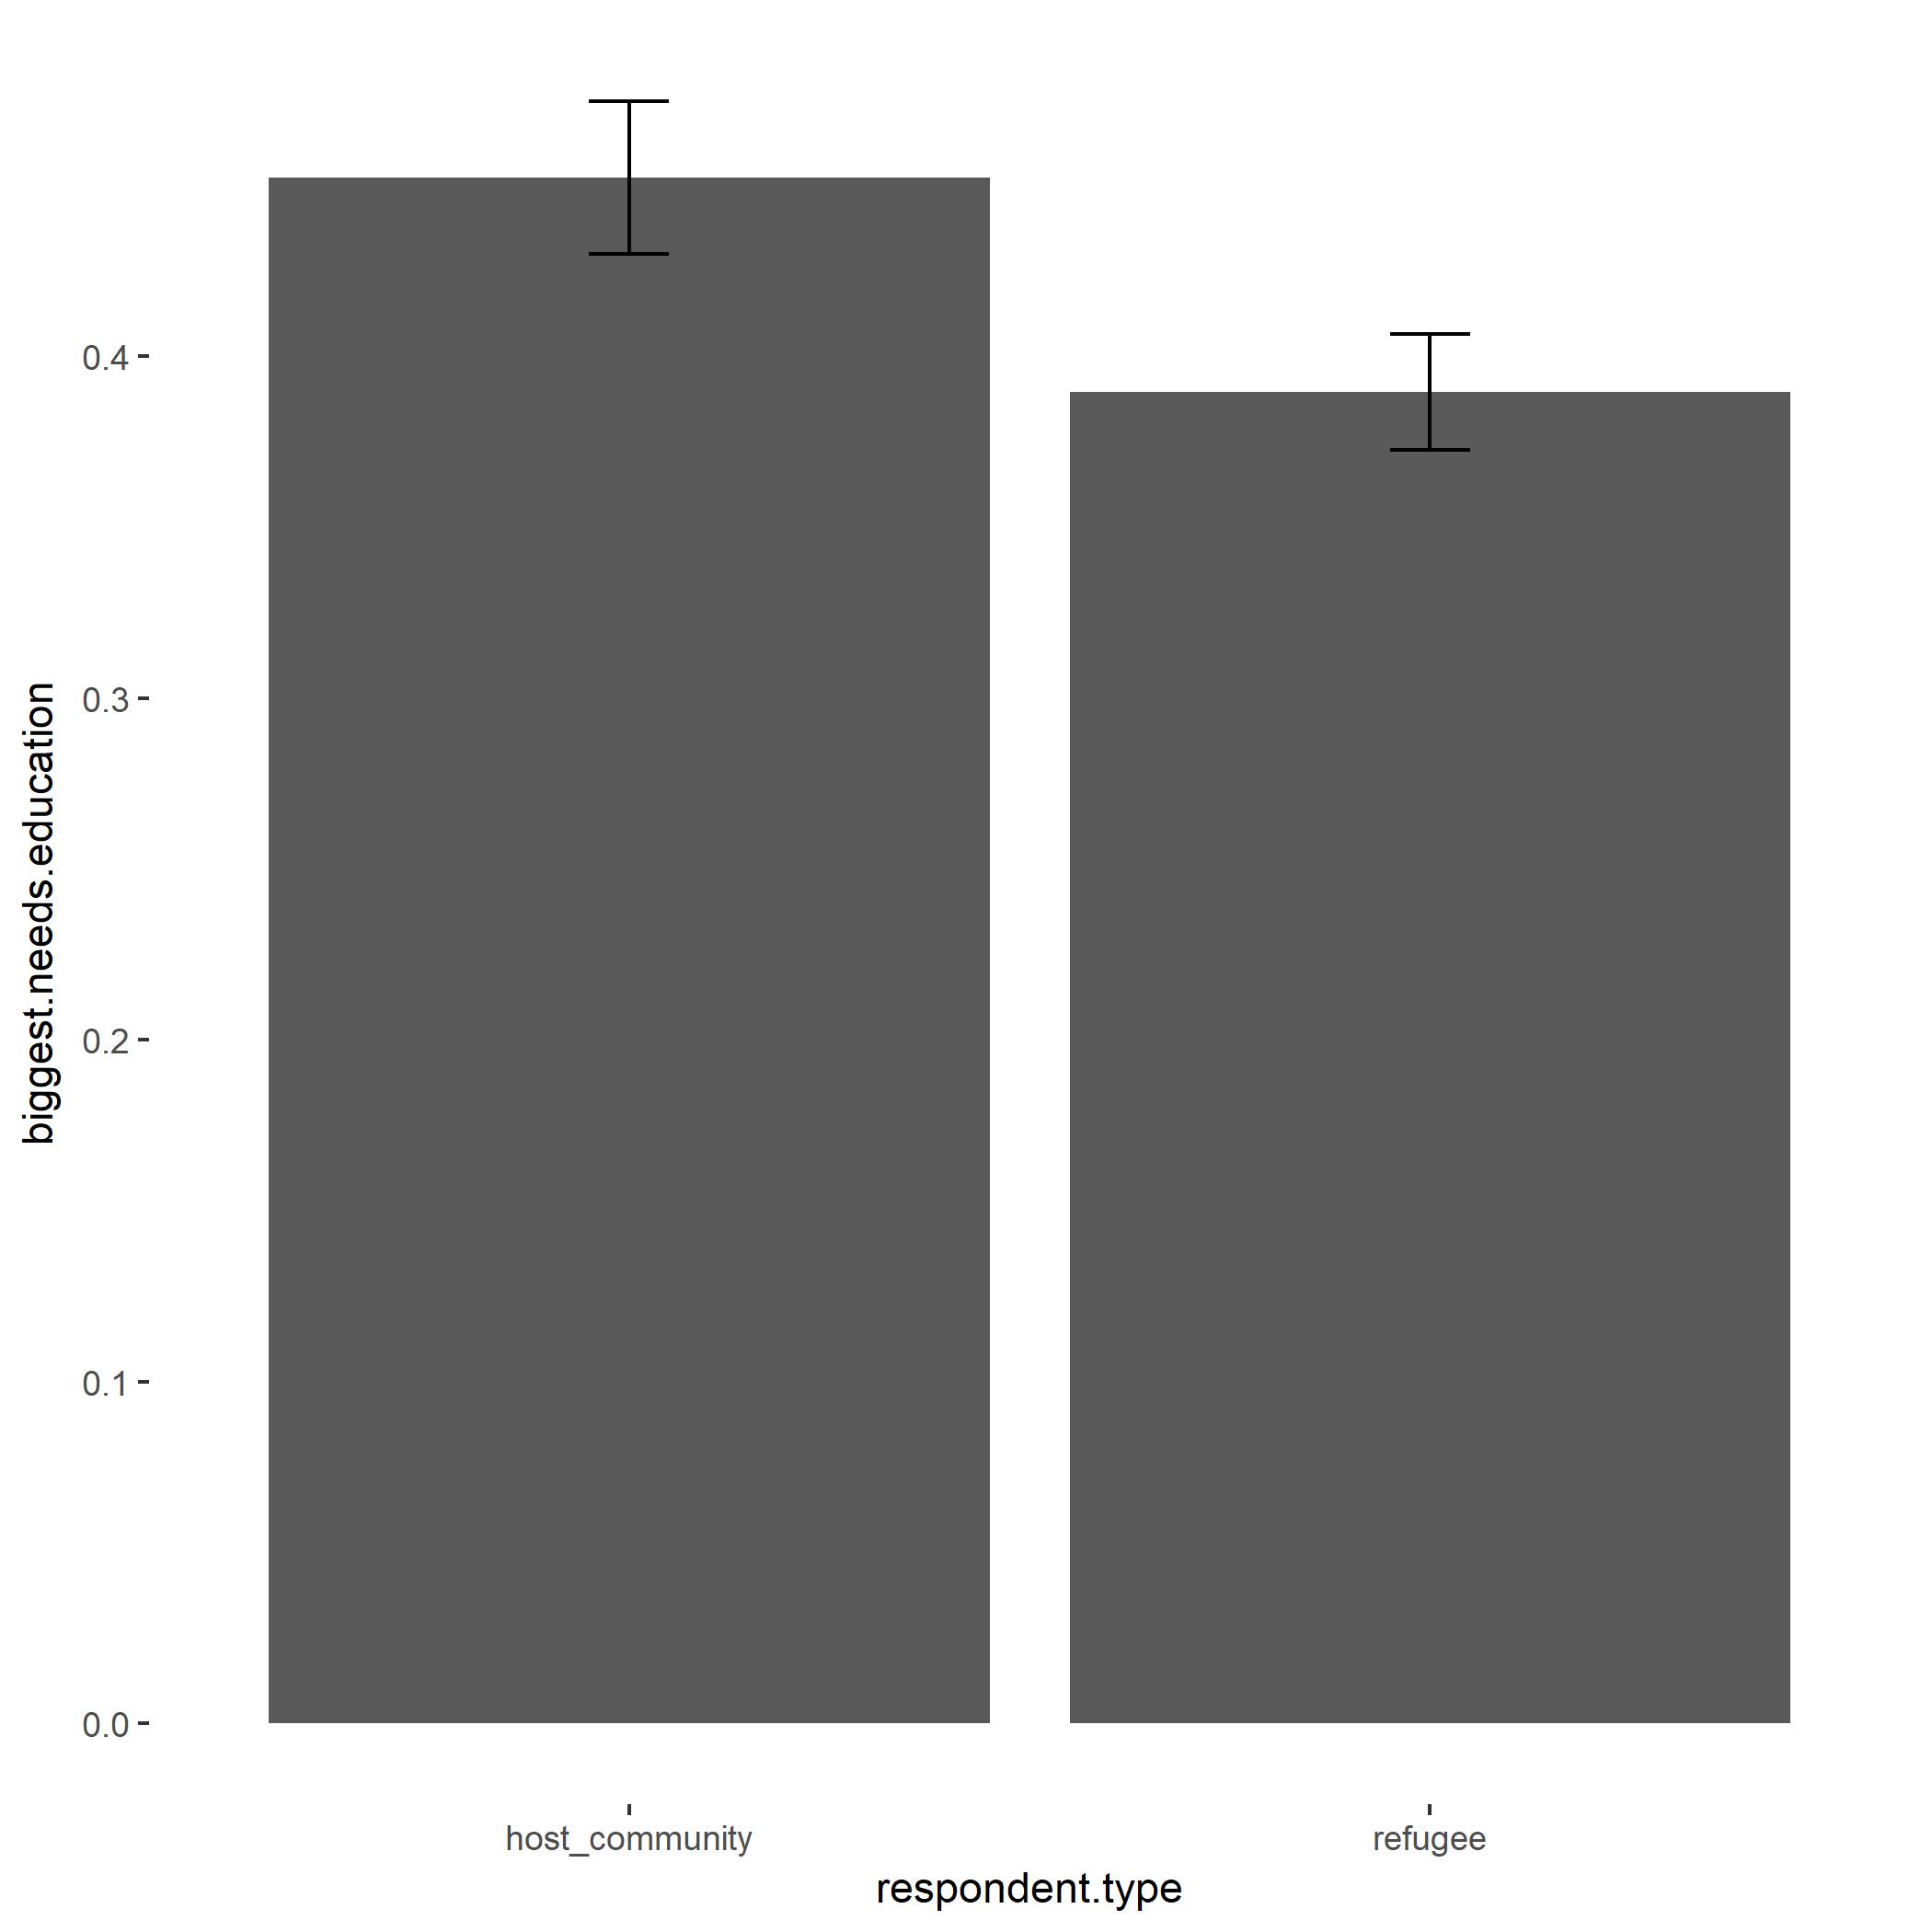 biggest.needs.education
0.4
0.3
0.2
0.1
0.0
host_community
refugee
respondent.type